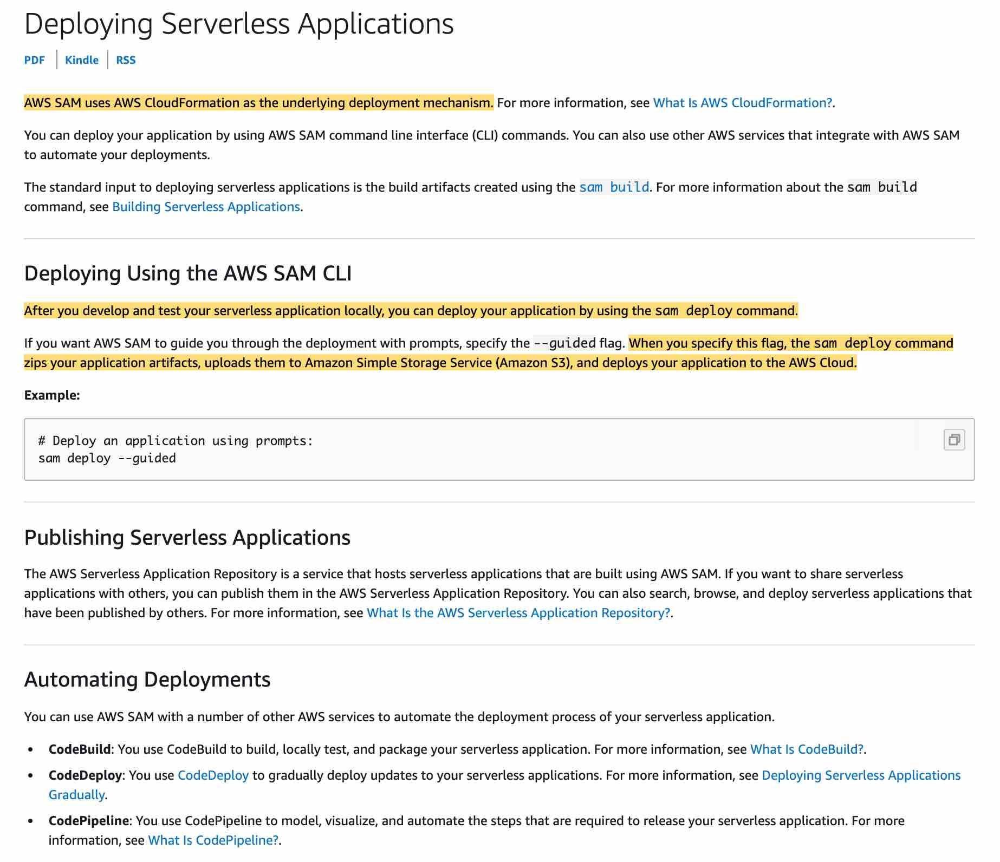 Deploying Serverless Applications
PDF | Kindle | RSS
AWS SAM uses AWS CloudFormation as the underlying deployment mechanism. For more information, see What Is AWS CloudFormation?.
You can deploy your application by using AWS SAM command line interface (CLI) commands. You can also use other AWS services that integrate with AWS SAM
to automate your deployments.
The standard input to deploying serverless applications is the build artifacts created using the sam build. For more information about the sam build
command, see Building Serverless Applications.
Deploying Using the AWS SAM CLI
After you develop and test your serverless application locally, you can deploy your application by using the sam deploy command.
If you want AWS SAM to guide you through the deployment with prompts, specify the --guided flag. When you specify this flag, the sam deploy command
zips your application artifacts, uploads them to Amazon Simple Storage Service (Amazon S3), and deploys your application to the AWS Cloud.
Example:
# Deploy an application using prompts:
sam deploy --guided
Publishing Serverless Applications
The AWS Serverless Application Repository is a service that hosts serverless applications that are built using AWS SAM. If you want to share serverless
applications with others, you can publish them in the AWS Serverless Application Repository. You can also search, browse, and deploy serverless applications that
have been published by others. For more information, see What Is the AWS Serverless Application Repository?.
Automating Deployments
You can use AWS SAM with a number of other AWS services to automate the deployment process of your serverless application.
• CodeBuild: You use CodeBuild to build, locally test, and package your serverless application. For more information, see What Is CodeBuild?.
• CodeDeploy: You use CodeDeploy to gradually deploy updates to your serverless applications. For more information, see Deploying Serverless Applications
Gradually.
• CodePipeline: You use CodePipeline to model, visualize, and automate the steps that are required to release your serverless application. For more
information, see What Is CodePipeline?.